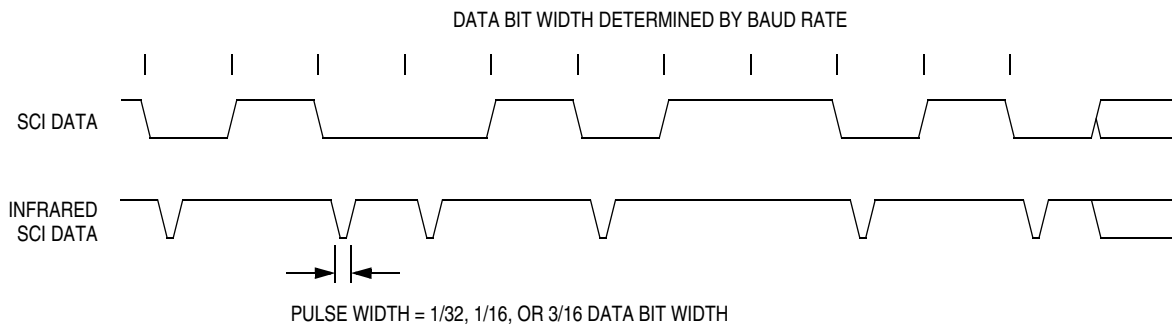 DATA BIT WIDTH DETERMINED BY BAUD RATE
SCI DATA
INFRARED
SCI DATA
PULSE WIDTH = 1/32, 1/16, OR 3/16 DATA BIT WIDTH